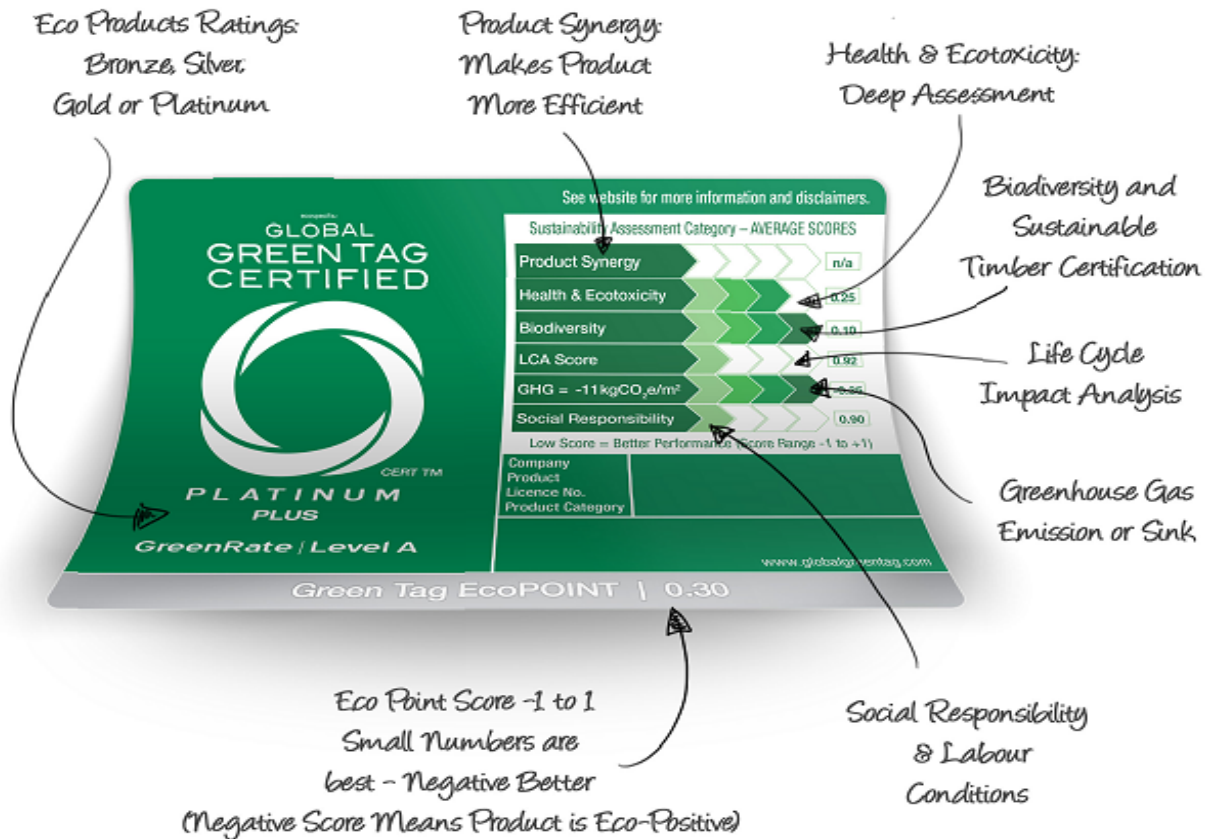 Eco Products Ratings:
Bronze, Silver,
Gold or Platinum
Product Synergy:
Makes Product
More Efficient
Health & Ecotoxicity:
Deep Assessment
Biodiversity and
Sustainable
Timber Certification
Life Cycle
Impact Analysis
Greenhouse Gas
Emission or Sink
Social Responsibility
& Labour
Conditions
Eco Point Score -1 to 1
Small Numbers are
best - Negative Better
(Negative Score Means Product is Eco-Positive)
GLOBAL
GREEN TAG
CERTIFIED
CERT TM
PLATINUM
PLUS
GreenRate | Level A
See website for more information and disclaimers.
Sustainability Assessment Category – AVERAGE SCORES
Product Synergy n/a
Health & Ecotoxicity 0.25
Biodiversity 0.10
LCA Score 0.92
GHG = -11kgCO₂e/m²
Social Responsibility 0.90
Low Score = Better Performance (Score Range -1 to +1)
Company
Product
Licence No.
Product Category
www.globalgreentag.com
Green Tag EcoPOINT | 0.30